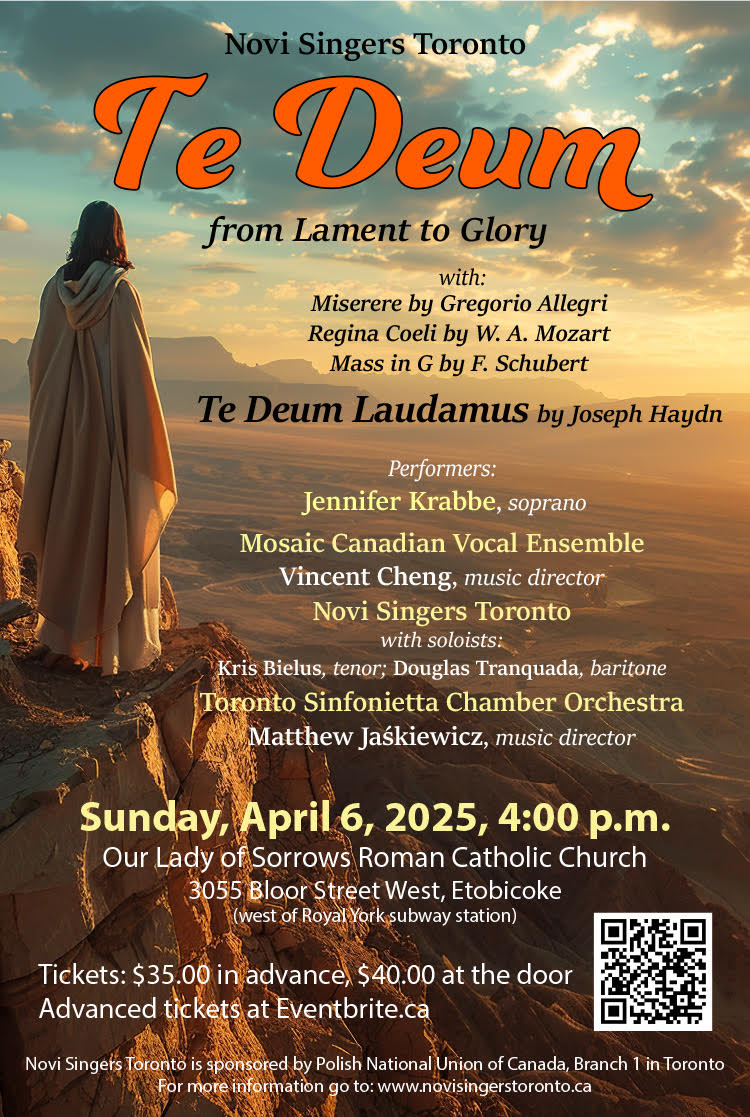 Novi Singers Toronto
Te Deum
from Lament to Glory
with:
Miserere by Gregorio Allegri
Regina Coeli by W. A. Mozart
Mass in G by F. Schubert
Te Deum Laudamus by Joseph Haydn
Performers:
Jennifer Krabbe, soprano
Mosaic Canadian Vocal Ensemble
Vincent Cheng, music director
Novi Singers Toronto
with soloists:
Kris Bielus, tenor; Douglas Tranquada, baritone
Toronto Sinfonietta Chamber Orchestra
Matthew Jaśkiewicz, music director
Sunday, April 6, 2025, 4:00 p.m.
Our Lady of Sorrows Roman Catholic Church
3055 Bloor Street West, Etobicoke
(west of Royal York subway station)
Tickets: $35.00 in advance, $40.00 at the door
Advanced tickets at Eventbrite.ca
Novi Singers Toronto is sponsored by Polish National Union of Canada, Branch 1 in Toronto
For more information go to: www.novisingerstoronto.ca